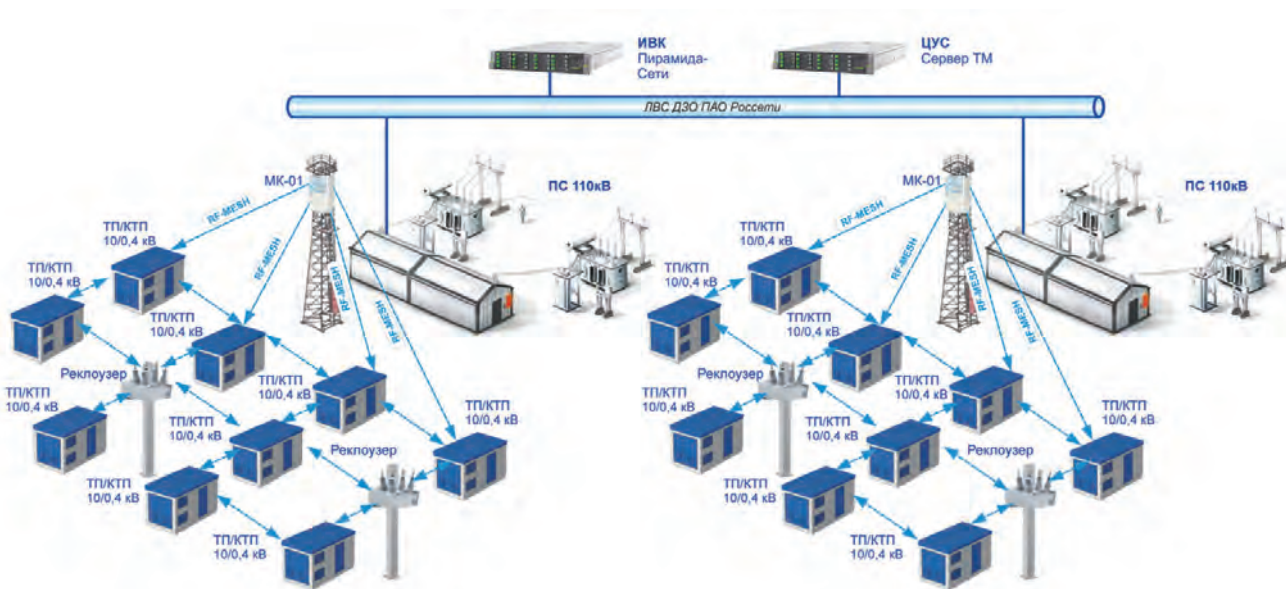 ИВК
Пирамида-
Сети
ЦУС
Сервер ТМ
ЛВС ДЗО ПАО Россети
МК-01
ПС 110кВ
RF-MESH
RF-MESH
RF-MESH
RF-MESH
ТП/КТП
10/0,4 кВ
ТП/КТП
10/0,4 кВ
ТП/КТП
10/0,4 кВ
Реклоузер
ТП/КТП
10/0,4 кВ
ТП/КТП
10/0,4 кВ
ТП/КТП
10/0,4 кВ
ТП/КТП
10/0,4 кВ
Реклоузер
ТП/КТП
10/0,4 кВ
ТП/КТП
10/0,4 кВ
МК-01
ПС 110кВ
RF-MESH
RF-MESH
RF-MESH
RF-MESH
ТП/КТП
10/0,4 кВ
ТП/КТП
10/0,4 кВ
ТП/КТП
10/0,4 кВ
Реклоузер
ТП/КТП
10/0,4 кВ
ТП/КТП
10/0,4 кВ
ТП/КТП
10/0,4 кВ
ТП/КТП
10/0,4 кВ
Реклоузер
ТП/КТП
10/0,4 кВ
ТП/КТП
10/0,4 кВ